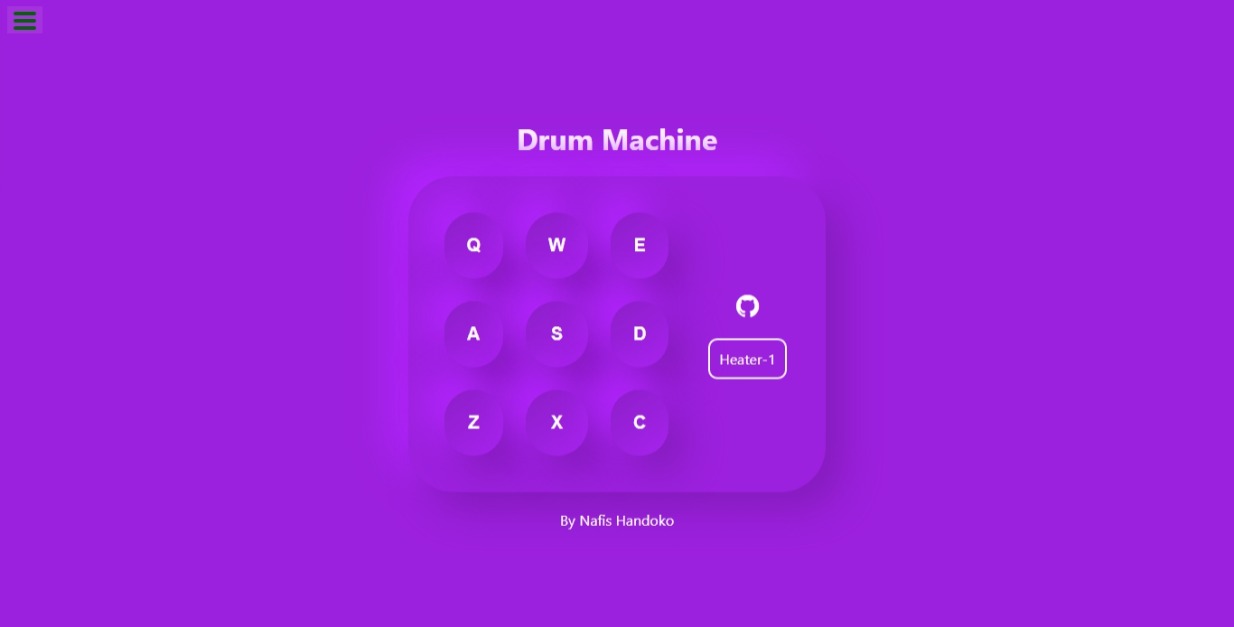 Drum Machine
Q W E
A S D
Heater-1
Z X C
By Nafis Handoko